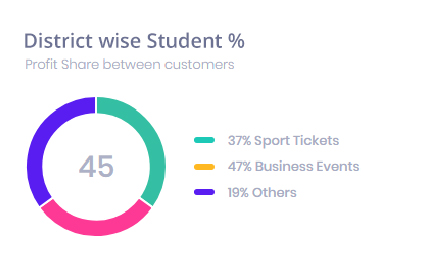 District wise Student %
Profit Share between customers
45
37% Sport Tickets
47% Business Events
19% Others